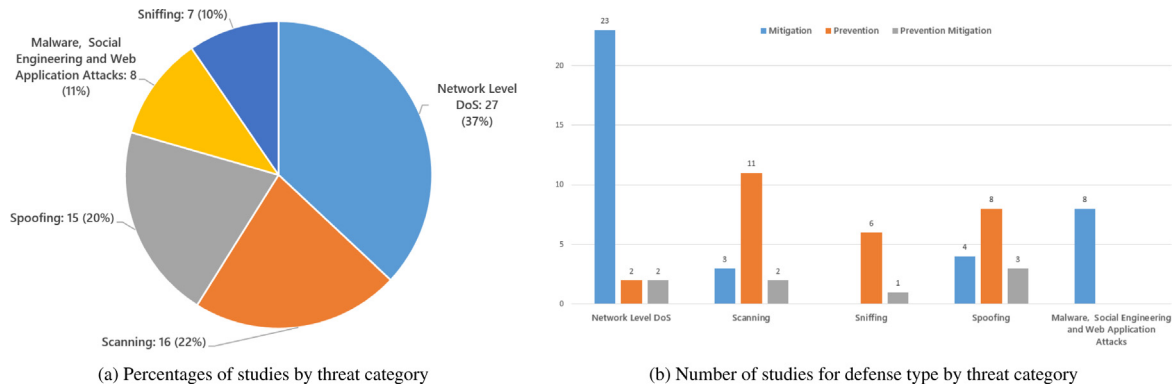 Sniffing: 7 (10%)
Malware, Social
Engineering and Web
Application Attacks: 8
(11%)
Network Level
DoS: 27
(37%)
Spoofing: 15 (20%)
Scanning: 16 (22%)
(a) Percentages of studies by threat category
Mitigation Prevention Prevention Mitigation
20
15
10
5
0
23
2
2
3
11
2
6
1
4
8
3
8
Network Level DoS
Scanning
Sniffing
Spoofing
Malware, Social Engineering
and Web Application
Attacks
(b) Number of studies for defense type by threat category